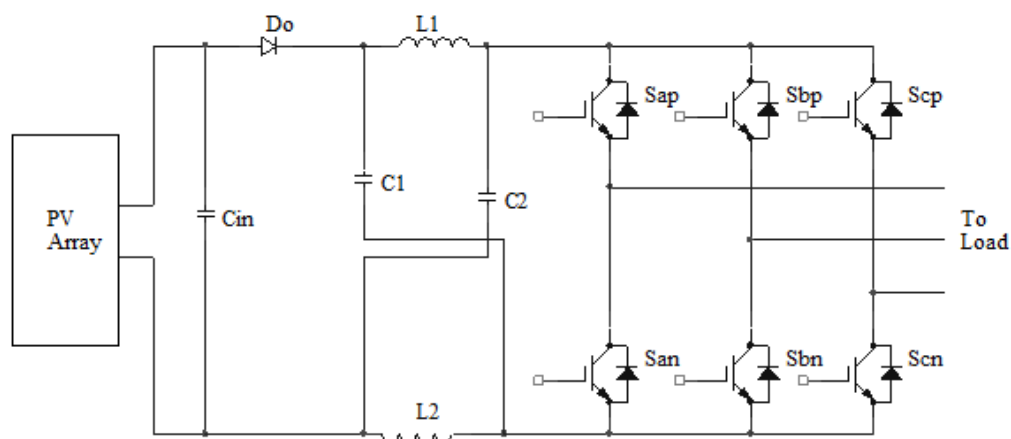 Do
L1
Sap
Sbp
Scp
C1
C2
PV
Array
Cin
To
Load
San
Sbn
Scn
L2